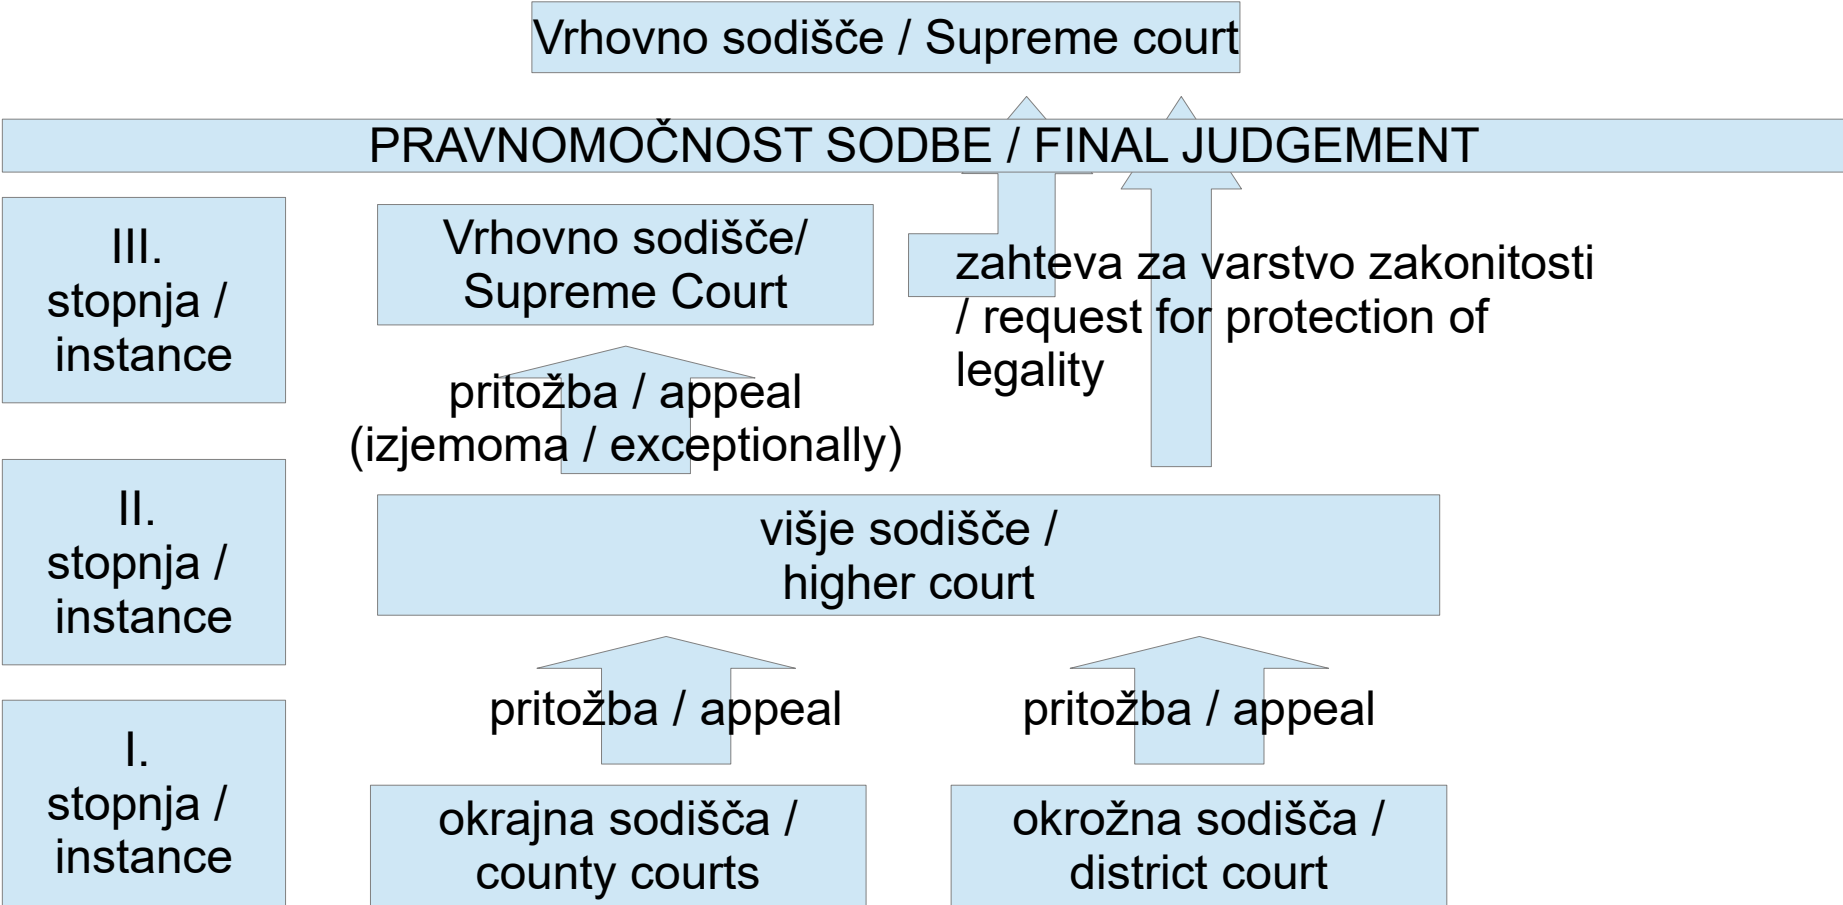 Vrhovno sodišče / Supreme court
PRAVNOMOČNOST SODBE / FINAL JUDGEMENT
III.
stopnja /
instance
Vrhovno sodišče/
Supreme Court
zahteva za varstvo zakonitosti
/ request for protection of
legality
pritožba / appeal
(izjemoma / exceptionally)
II.
stopnja /
instance
višje sodišče /
higher court
pritožba / appeal
pritožba / appeal
I.
stopnja /
instance
okrajna sodišča /
county courts
okrožna sodišča /
district court